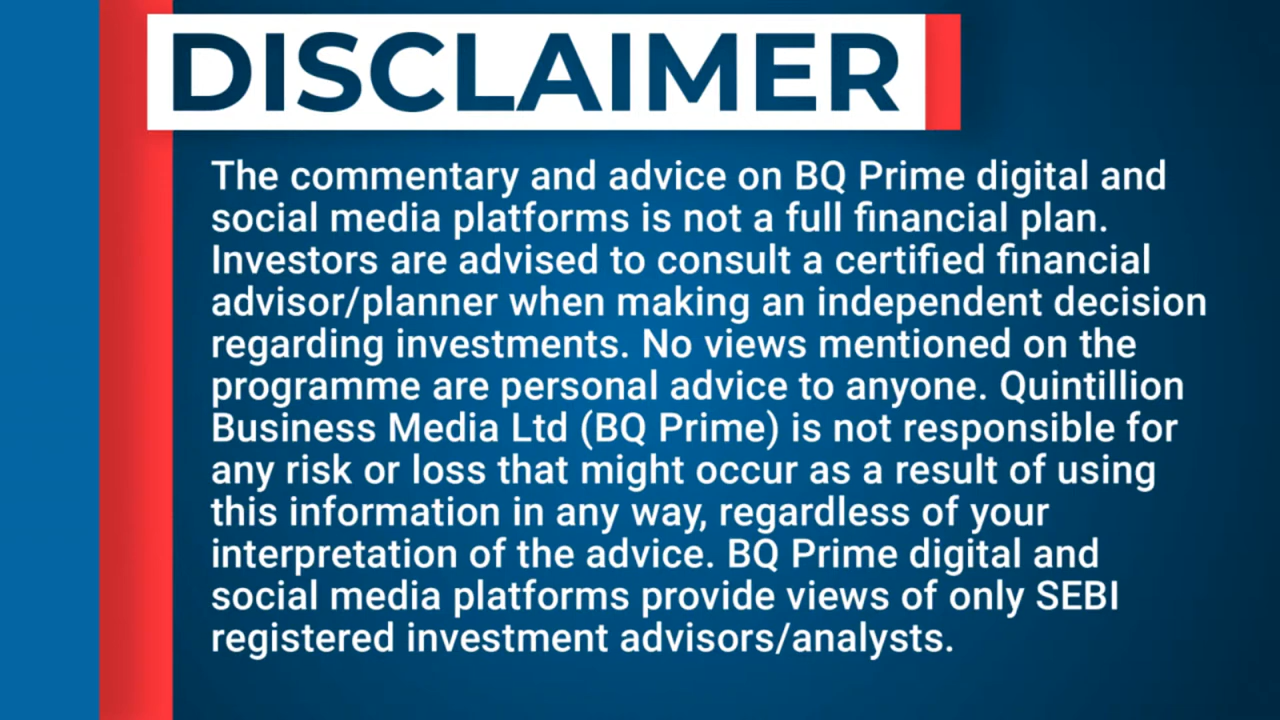 DISCLAIMER
The commentary and advice on BQ Prime digital and
social media platforms is not a full financial plan.
Investors are advised to consult a certified financial
advisor/planner when making an independent decision
regarding investments. No views mentioned on the
programme are personal advice to anyone. Quintillion
Business Media Ltd (BQ Prime) is not responsible for
any risk or loss that might occur as a result of using
this information in any way, regardless of your
interpretation of the advice. BQ Prime digital and
social media platforms provide views of only SEBI
registered investment advisors/analysts.